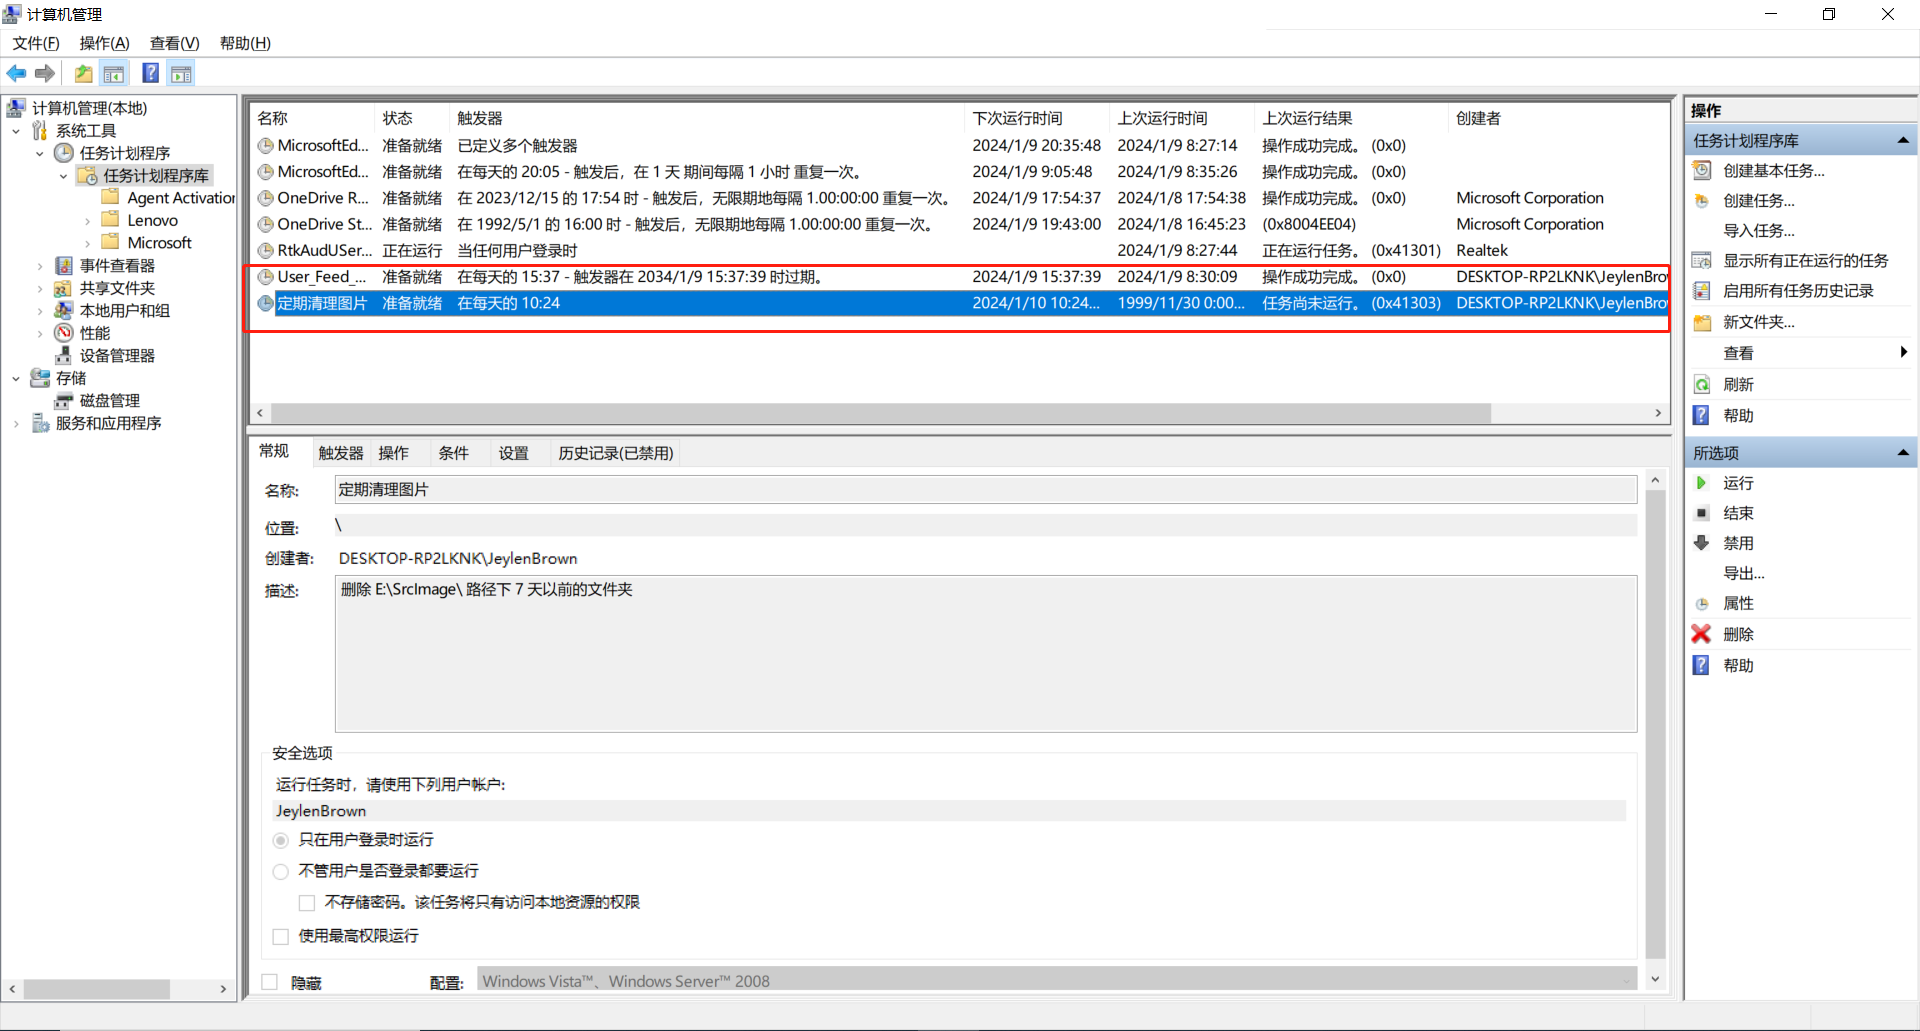 计算机管理
文件(F) 操作(A) 查看(V) 帮助(H)
计算机管理(本地)
系统工具
任务计划程序
任务计划程序库
Agent Activation
Lenovo
Microsoft
事件查看器
共享文件夹
本地用户和组
性能
设备管理器
存储
磁盘管理
服务和应用程序
名称 状态 触发器 下次运行时间 上次运行时间 上次运行结果 创建者
MicrosoftEd... 准备就绪 已定义多个触发器 2024/1/9 20:35:48 2024/1/9 8:27:14 操作成功完成。 (0x0)
MicrosoftEd... 准备就绪 在每天的 20:05 - 触发后，在 1 天 期间每隔 1 小时 重复一次。 2024/1/9 9:05:48 2024/1/9 8:35:26 操作成功完成。 (0x0)
OneDrive R... 准备就绪 在 2023/12/15 的 17:54 时 - 触发后，无限期地每隔 1.00:00:00 重复一次。 2024/1/9 17:54:37 2024/1/8 17:54:38 操作成功完成。 (0x0) Microsoft Corporation
OneDrive St... 准备就绪 在 1992/5/1 的 16:00 时 - 触发后，无限期地每隔 1.00:00:00 重复一次。 2024/1/9 19:43:00 2024/1/8 16:45:23 (0x8004EE04) Microsoft Corporation
RtkAudUSer... 正在运行 当任何用户登录时 2024/1/9 8:27:44 正在运行任务。 (0x41301) Realtek
User_Feed_... 准备就绪 在每天的 15:37 - 触发器在 2034/1/9 15:37:39 时过期。 2024/1/9 15:37:39 2024/1/9 8:30:09 操作成功完成。 (0x0) DESKTOP-RP2LKNK\JeylenBro
定期清理图片 准备就绪 在每天的 10:24 2024/1/10 10:24... 1999/11/30 0:00... 任务尚未运行。 (0x41303) DESKTOP-RP2LKNK\JeylenBro
常规 触发器 操作 条件 设置 历史记录(已禁用)
名称: 定期清理图片
位置: \
创建者: DESKTOP-RP2LKNK\JeylenBrown
描述: 删除 E:\SrcImage\ 路径下 7 天以前的文件夹
安全选项
运行任务时，请使用下列用户帐户:
JeylenBrown
只在用户登录时运行
不管用户是否登录都要运行
不存储密码。该任务将只有访问本地资源的权限
使用最高权限运行
隐藏 配置: Windows Vista™、Windows Server™ 2008
操作
任务计划程序库
创建基本任务...
创建任务...
导入任务...
显示所有正在运行的任务
启用所有任务历史记录
新文件夹...
查看
刷新
帮助
所选项
运行
结束
禁用
导出...
属性
删除
帮助